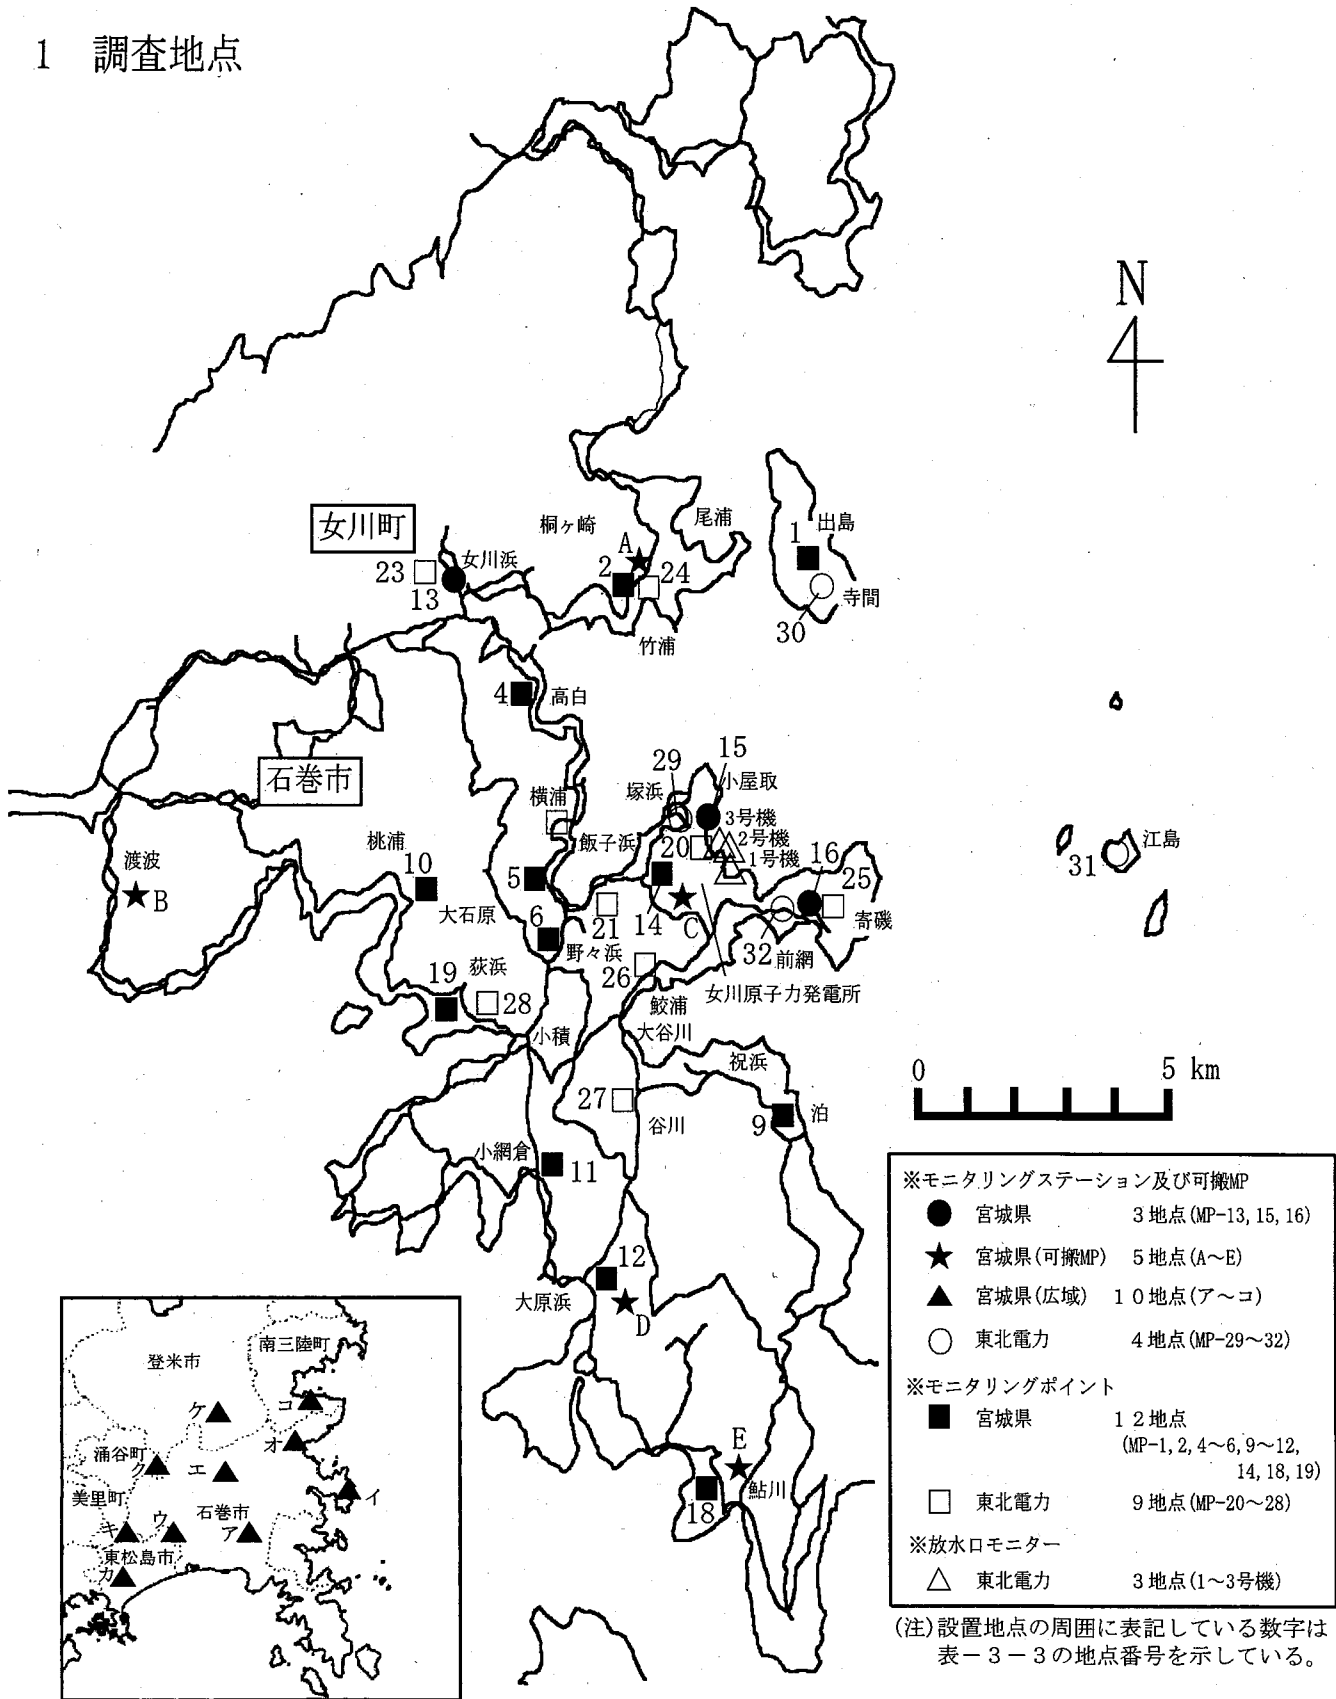 1 調査地点
N
女川町
23
13
女川浜
桐ヶ崎
A
2
24
尾浦
竹浦
1
出島
30
寺間
4
高白
石巻市
渡波
B
桃浦
10
大石原
横浦
5
6
飯子浜
野々浜
21
塚浜
29
15
小屋取
3号機
2号機
1号機
20
14
C
16
25
寄磯
32
前網
女川原子力発電所
26
鮫浦
大谷川
31
江島
19
荻浜
28
小積
祝浜
9
泊
27
谷川
小網倉
11
12
大原浜
D
E
18
鮎川
0
5 km
※モニタリングステーション及び可搬MP
宮城県 3地点(MP-13,15,16)
宮城県(可搬MP) 5地点(A～E)
宮城県(広域) 10地点(ア～コ)
東北電力 4地点(MP-29～32)
※モニタリングポイント
宮城県 12地点
(MP-1,2,4～6,9～12,
14,18,19)
東北電力 9地点(MP-20～28)
※放水口モニター
東北電力 3地点(1～3号機)
(注)設置地点の周囲に表記している数字は
表－3－3の地点番号を示している。
南三陸町
登米市
ケ
コ
オ
涌谷町
ク
エ
イ
美里町
石巻市
キ
ウ
ア
東松島市
カ